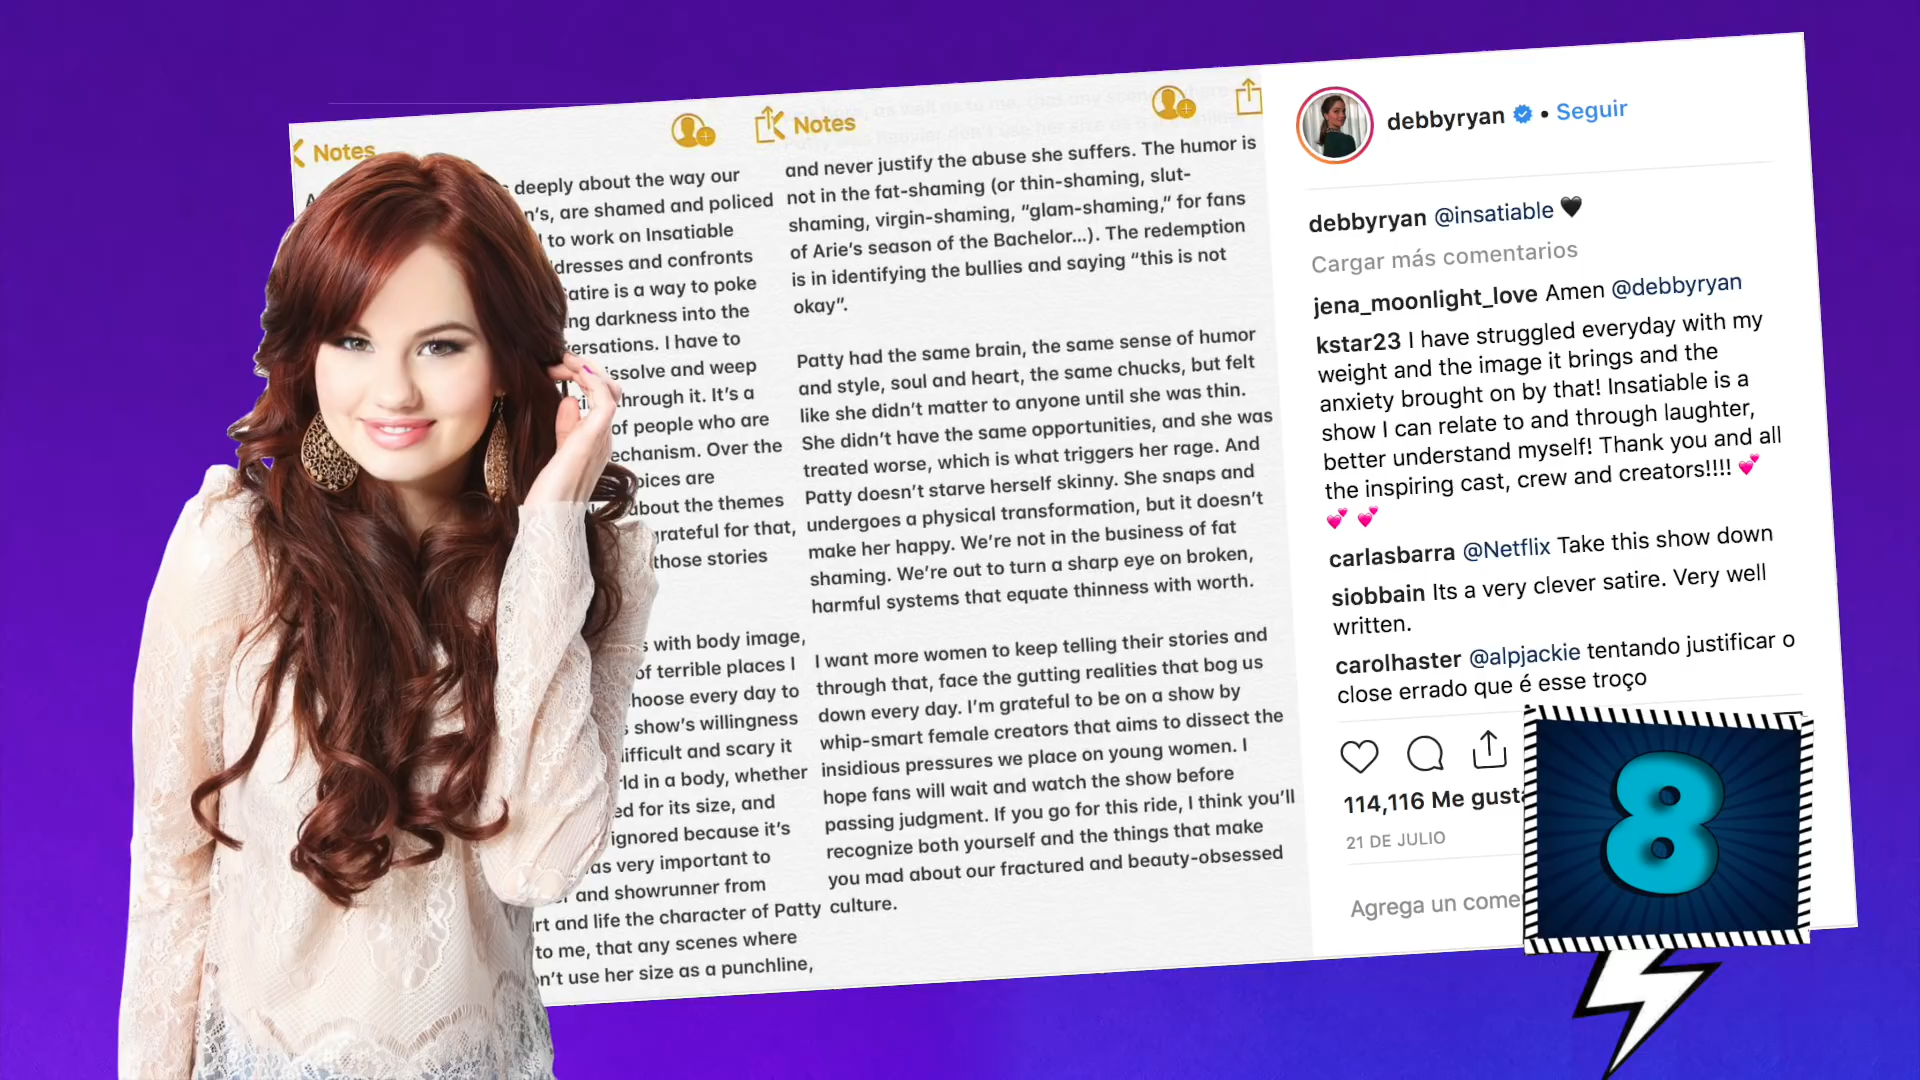 Notes
deeply about the way our
are shamed and policed
to work on Insatiable
dresses and confronts
satire is a way to poke
darkness into the
I have to
and weep
through it. It's a
of people who are
Over the
are
about the themes
grateful for that,
those stories
with body image,
of terrible places I
every day to
show's willingness
difficult and scary it
in a body, whether
for its size, and
ignored because it's
very important to
and showrunner from
and life the character of Patty
to me, that any scenes where
use her size as a punchline,
Notes
and never justify the abuse she suffers. The humor is
not in the fat-shaming (or thin-shaming, slut-
shaming, virgin-shaming, “glam-shaming,” for fans
of Arie's season of the Bachelor...). The redemption
is in identifying the bullies and saying “this is not
okay”.
Patty had the same brain, the same sense of humor
and style, soul and heart, the same chucks, but felt
like she didn't matter to anyone until she was thin.
She didn't have the same opportunities, and she was
treated worse, which is what triggers her rage. And
Patty doesn't starve herself skinny. She snaps and
undergoes a physical transformation, but it doesn't
make her happy. We're not in the business of fat
shaming. We're out to turn a sharp eye on broken,
harmful systems that equate thinness with worth.
I want more women to keep telling their stories and
through that, face the gutting realities that bog us
down every day. I'm grateful to be on a show by
whip-smart female creators that aims to dissect the
insidious pressures we place on young women. I
hope fans will wait and watch the show before
passing judgment. If you go for this ride, I think you'll
recognize both yourself and the things that make
you mad about our fractured and beauty-obsessed
culture.
debbyryan • Seguir
debbyryan @insatiable 🖤
Cargar más comentarios
jena_moonlight_love Amen @debbyryan
kstar23 I have struggled everyday with my
weight and the image it brings and the
anxiety brought on by that! Insatiable is a
show I can relate to and through laughter,
better understand myself! Thank you and all
the inspiring cast, crew and creators!!!! 💕
💕 💕
carlasbarra @Netflix Take this show down
siobbain Its a very clever satire. Very well
written.
carolhaster @alpjackie tentando justificar o
close errado que é esse troço
114,116 Me gusta
21 DE JULIO
Agrega un come
8